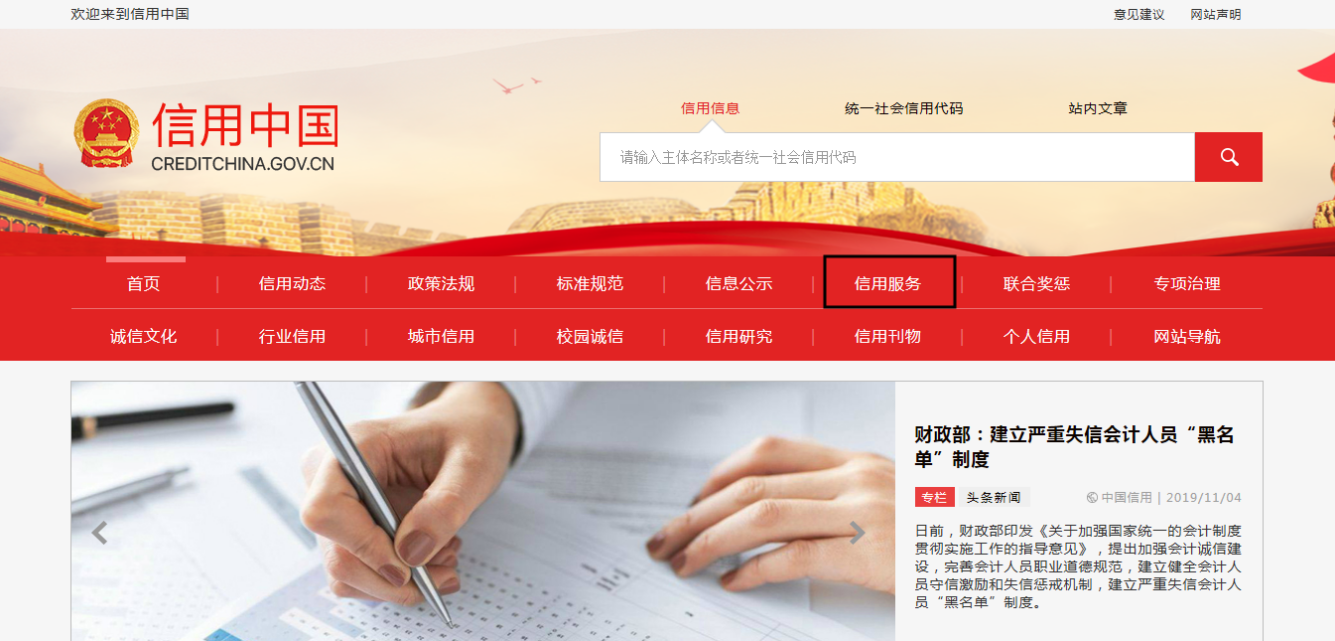 欢迎来到信用中国
意见建议
网站声明
信用中国
CREDITCHINA.GOV.CN
信用信息
统一社会信用代码
站内文章
请输入主体名称或者统一社会信用代码
首页 | 信用动态 | 政策法规 | 标准规范 | 信息公示 | 信用服务 | 联合奖惩 | 专项治理
诚信文化 | 行业信用 | 城市信用 | 校园诚信 | 信用研究 | 信用刊物 | 个人信用 | 网站导航
财政部：建立严重失信会计人员“黑名
单”制度
专栏 头条新闻 中国信用 | 2019/11/04
日前，财政部印发《关于加强国家统一的会计制度
贯彻实施工作的指导意见》，提出加强会计诚信建
设，完善会计人员职业道德规范，建立健全会计人
员守信激励和失信惩戒机制，建立严重失信会计人
员“黑名单”制度。